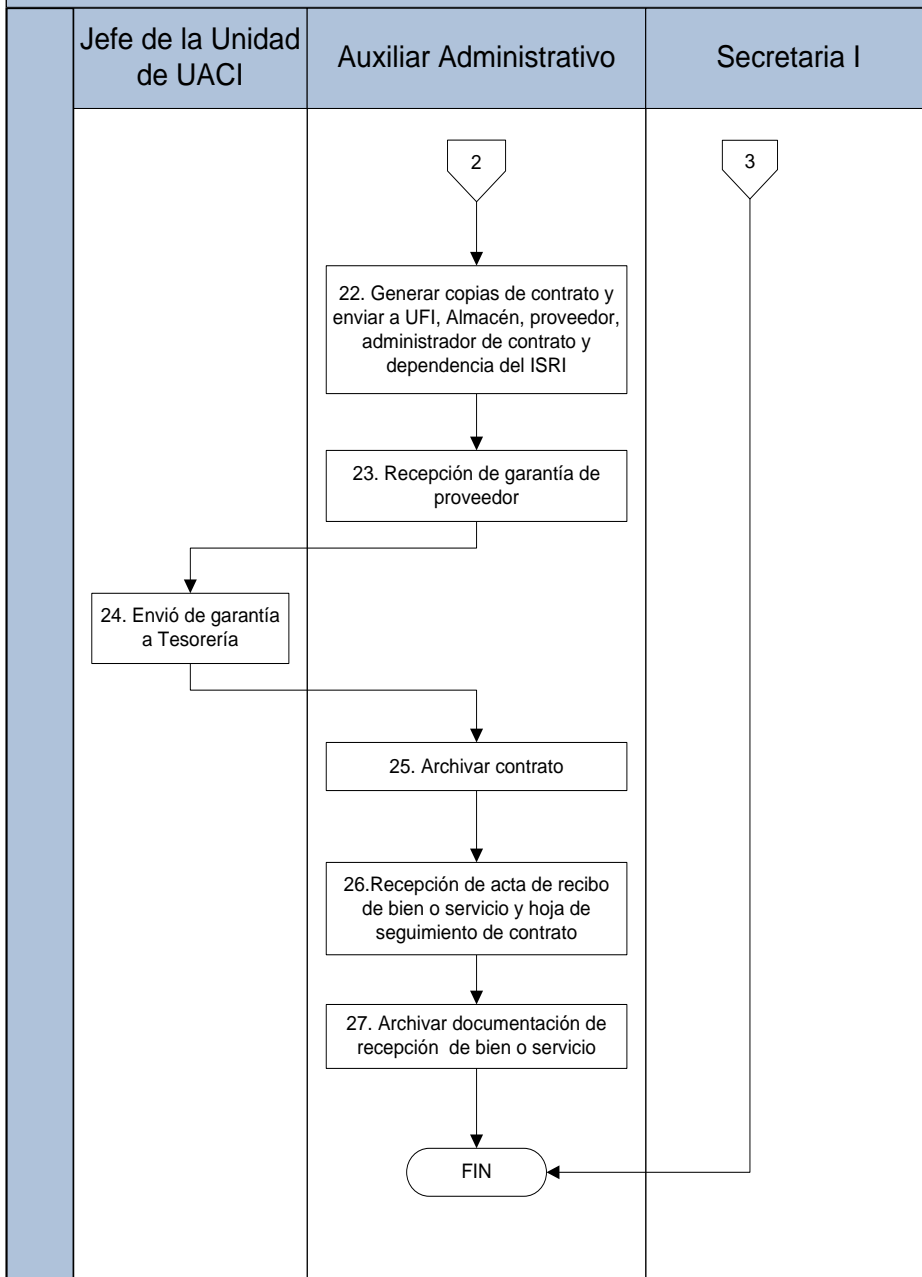 Jefe de la Unidad
de UACI
Auxiliar Administrativo
Secretaria I
2
3
22. Generar copias de contrato y
enviar a UFI, Almacén, proveedor,
administrador de contrato y
dependencia del ISRI
23. Recepción de garantía de
proveedor
24. Envió de garantía
a Tesorería
25. Archivar contrato
26.Recepción de acta de recibo
de bien o servicio y hoja de
seguimiento de contrato
27. Archivar documentación de
recepción  de bien o servicio
FIN